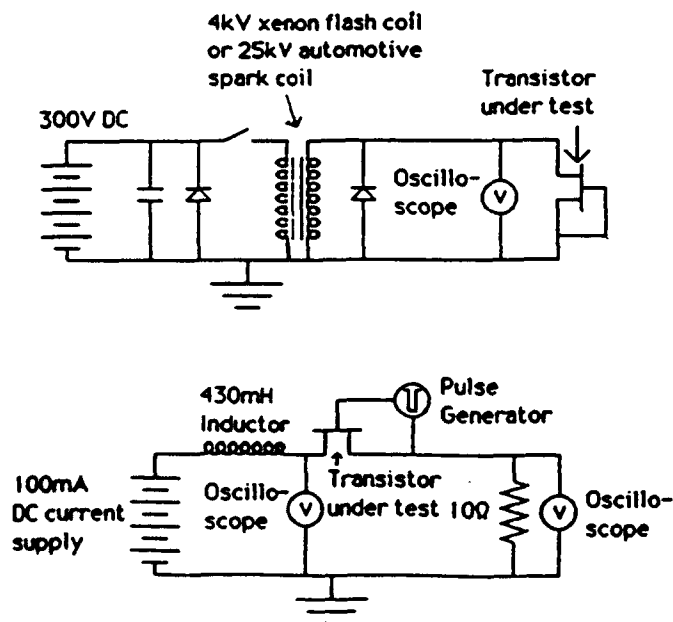 4kV xenon flash coil
or 25kV automotive
spark coil
Transistor
under test
300V DC
Oscillo-
scope
V
430mH
Inductor
Pulse
Generator
100mA
DC current
supply
Oscillo-
scope
V
Transistor
under test
10Ω
V
Oscillo-
scope